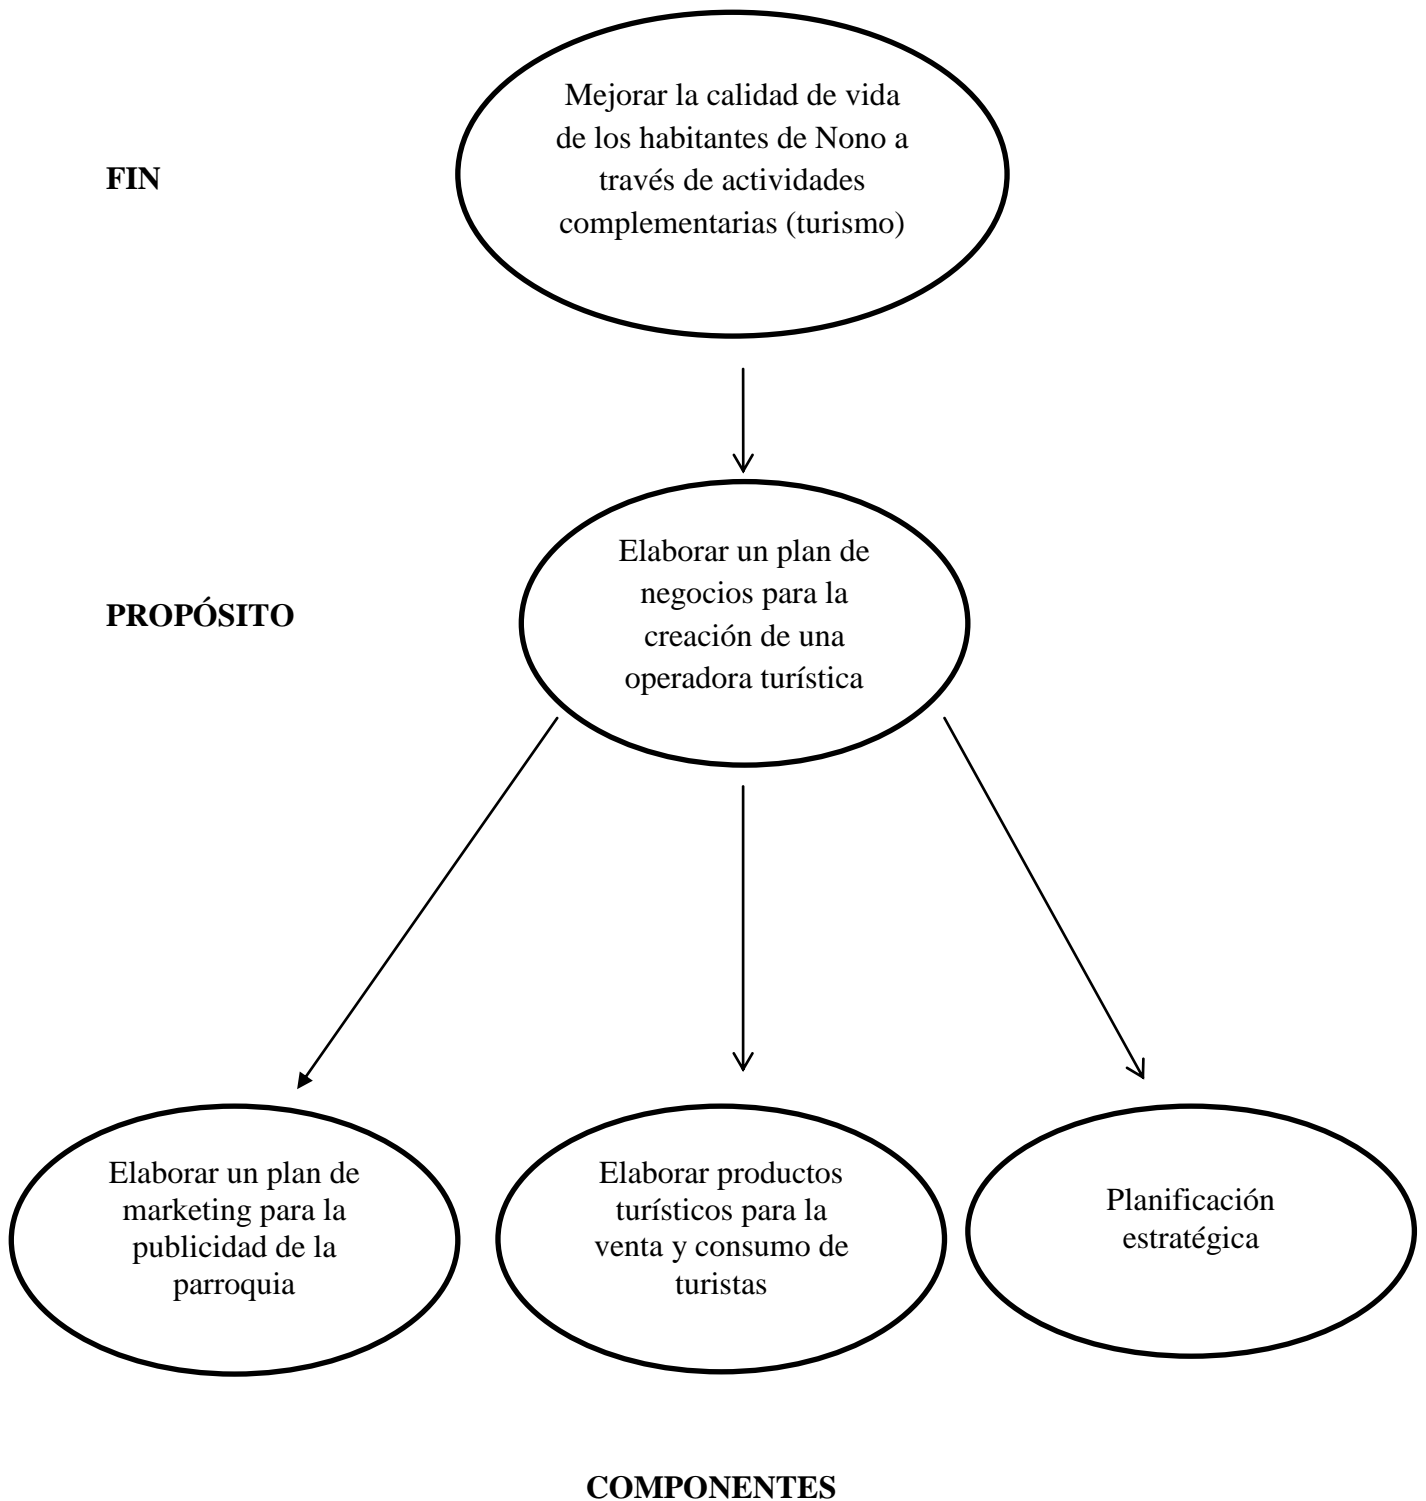 Mejorar la calidad de vida
de los habitantes de Nono a
través de actividades
complementarias (turismo)
FIN
Elaborar un plan de
negocios para la
creación de una
operadora turística
PROPÓSITO
Elaborar un plan de
marketing para la
publicidad de la
parroquia
Elaborar productos
turísticos para la
venta y consumo de
turistas
Planificación
estratégica
COMPONENTES